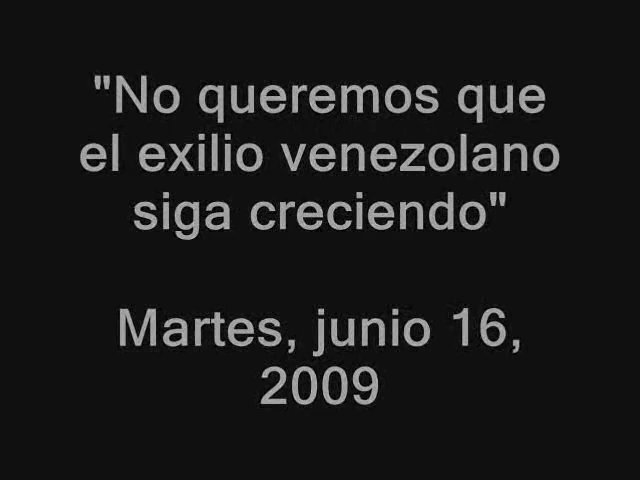 "No queremos que
el exilio venezolano
siga creciendo"
Martes, junio 16,
2009